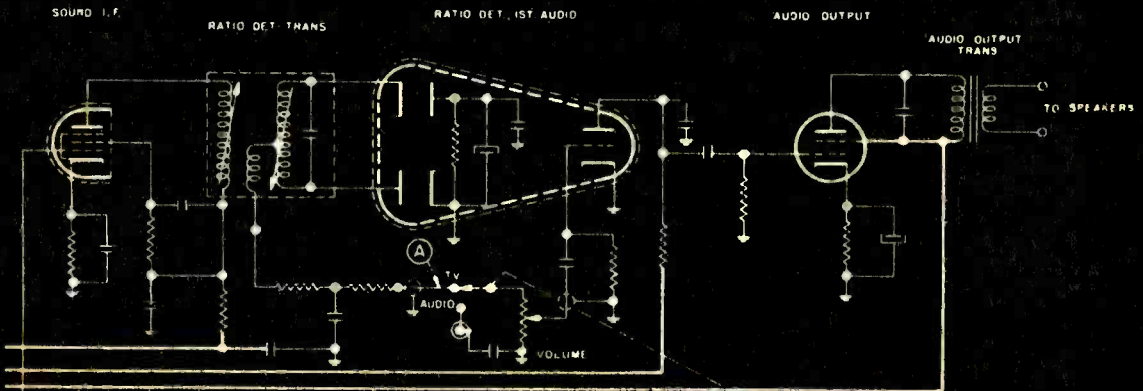 SOUND I.F.
RATIO DET. TRANS
RATIO DET., 1ST. AUDIO
AUDIO OUTPUT
AUDIO OUTPUT
TRANS
TO SPEAKERS
A
TV
AUDIO
VOLUME